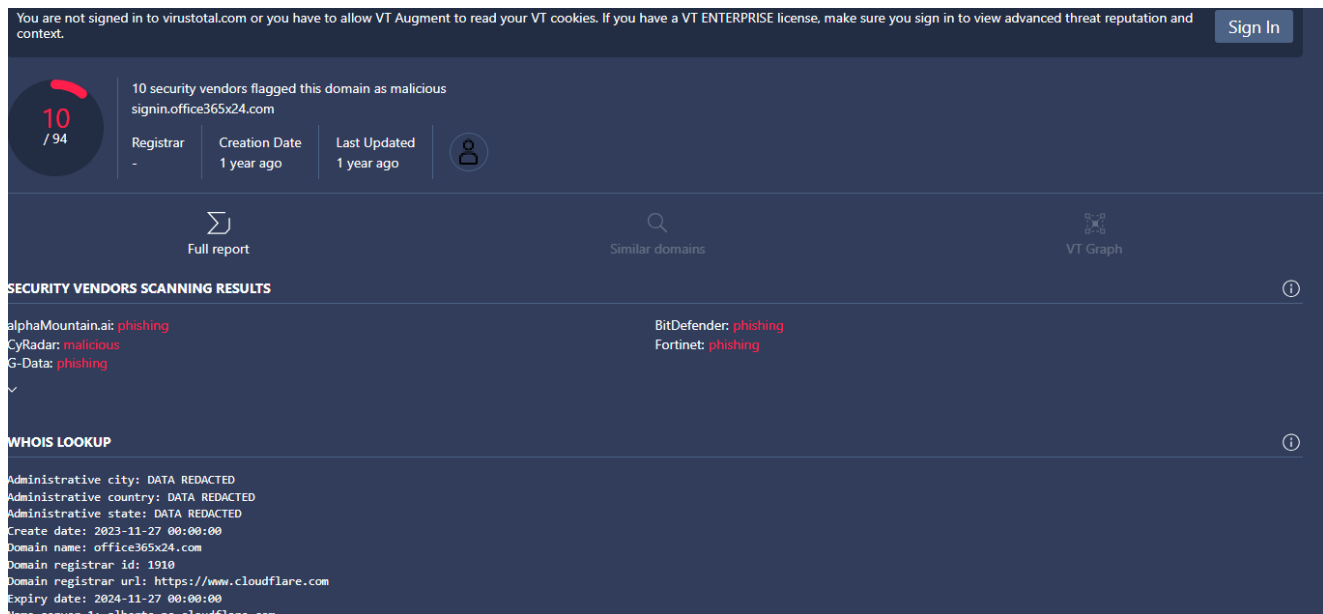 You are not signed in to virustotal.com or you have to allow VT Augment to read your VT cookies. If you have a VT ENTERPRISE license, make sure you sign in to view advanced threat reputation and
context.
Sign In
10 security vendors flagged this domain as malicious
signin.office365x24.com
10
/ 94
Registrar
-
Creation Date
1 year ago
Last Updated
1 year ago
Full report
Similar domains
VT Graph
SECURITY VENDORS SCANNING RESULTS
alphaMountain.ai: phishing
CyRadar: malicious
G-Data: phishing
BitDefender: phishing
Fortinet: phishing
WHOIS LOOKUP
Administrative city: DATA REDACTED
Administrative country: DATA REDACTED
Administrative state: DATA REDACTED
Create date: 2023-11-27 00:00:00
Domain name: office365x24.com
Domain registrar id: 1910
Domain registrar url: https://www.cloudflare.com
Expiry date: 2024-11-27 00:00:00